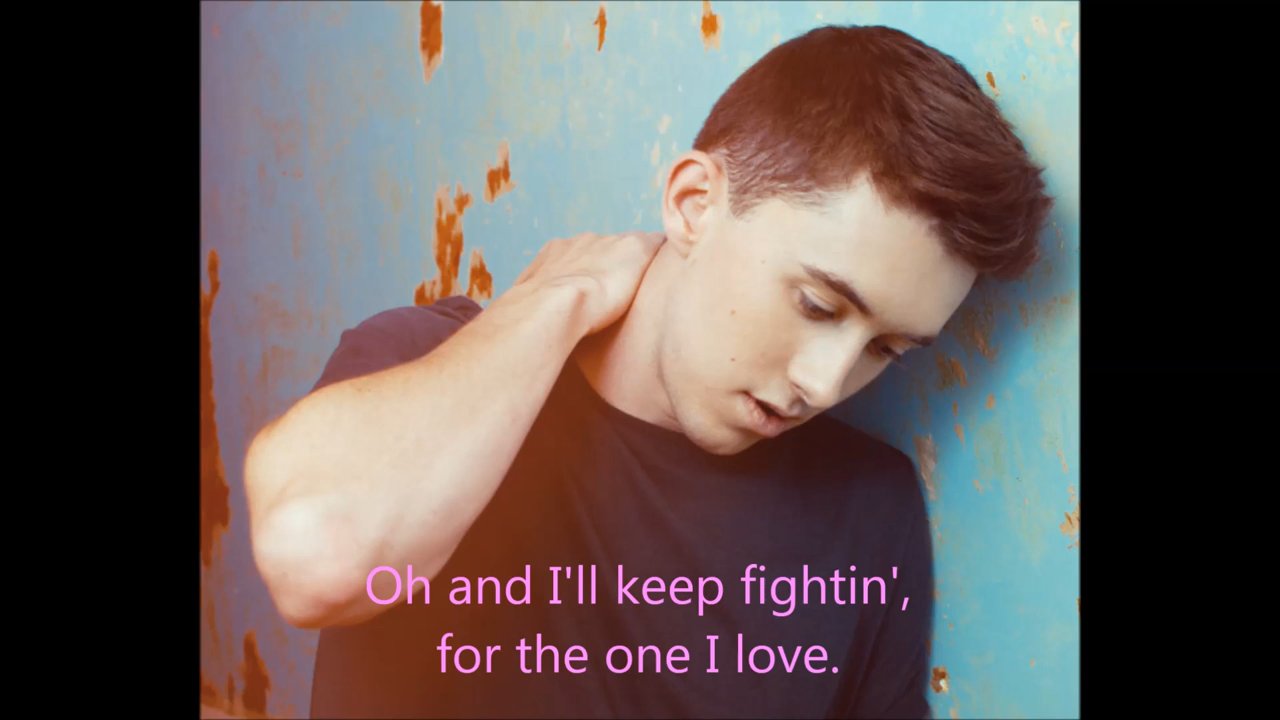 Oh and I'll keep fightin',
for the one I love.